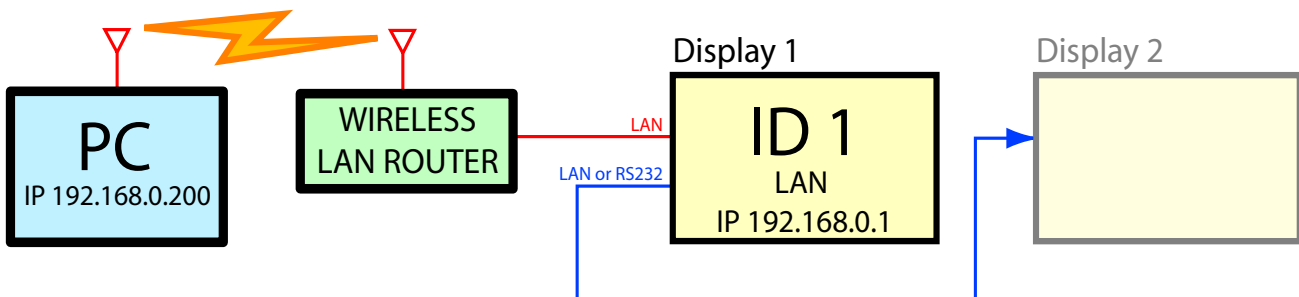 PC
IP 192.168.0.200
WIRELESS
LAN ROUTER
LAN
LAN or RS232
Display 1
ID 1
LAN
IP 192.168.0.1
Display 2